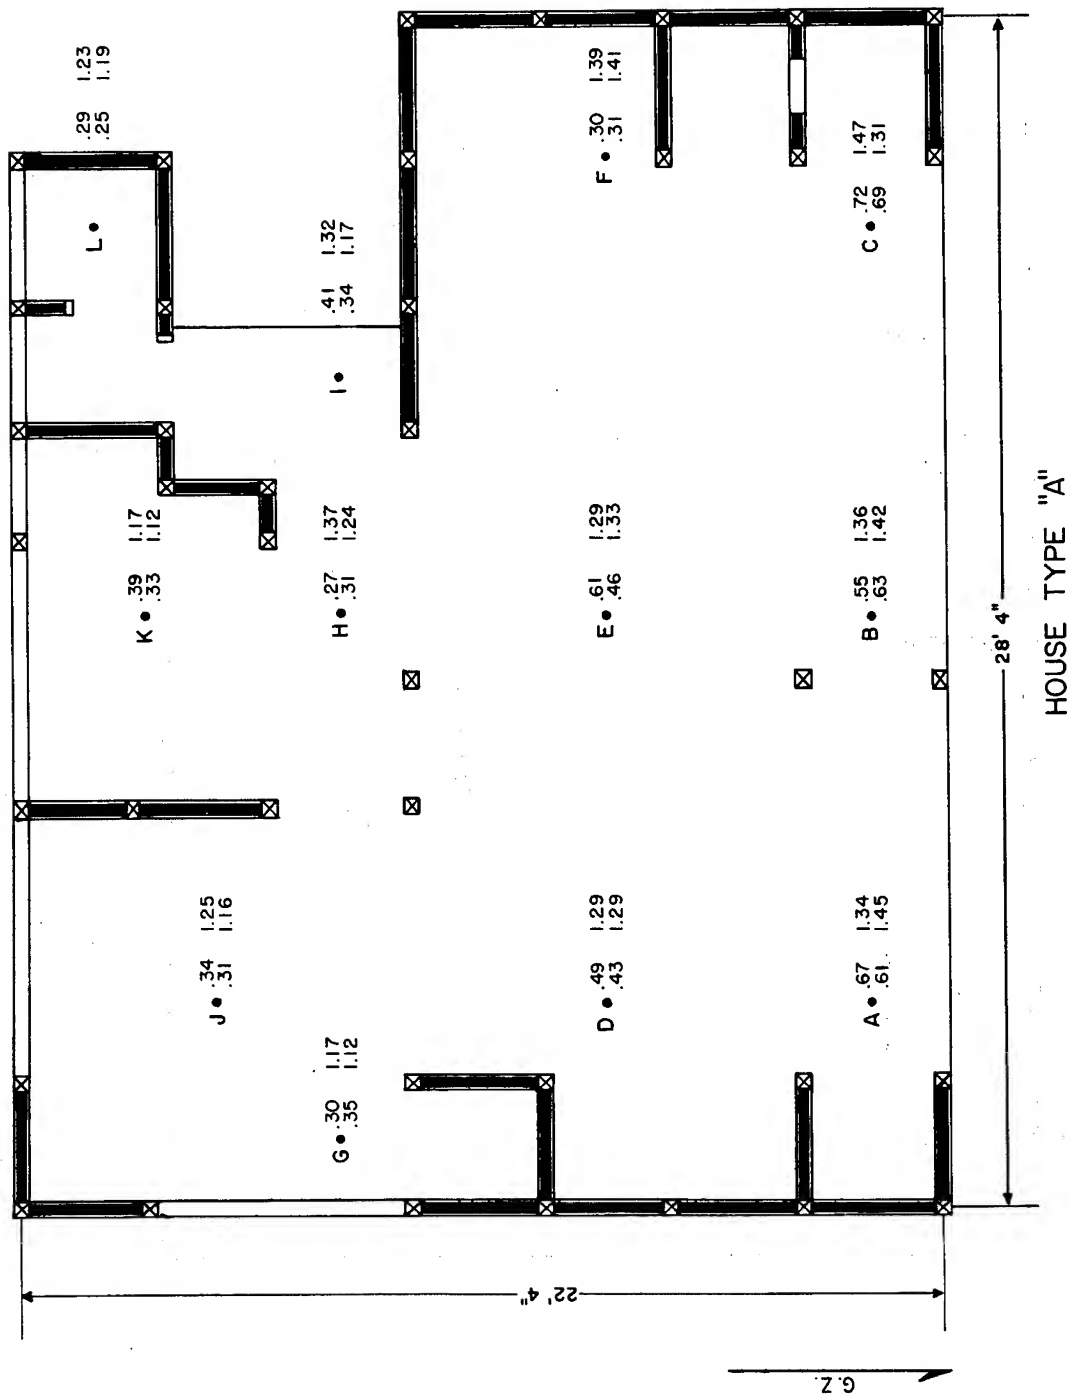 L • .29 1.23
.25 1.19
K • .39 1.17
.33 1.12
J • .34 1.25
.31 1.16
G • .30 1.17
.35 1.12
H • .27 1.37
.31 1.24
I • .41 1.32
.34 1.17
D • .49 1.29
.43 1.29
E • .61 1.29
.46 1.33
F • .30 1.39
.31 1.41
A • .67 1.34
.61 1.45
B • .55 1.36
.63 1.42
C • .72 1.47
.69 1.31
22' 4"
G.Z.
28' 4"
HOUSE TYPE "A"